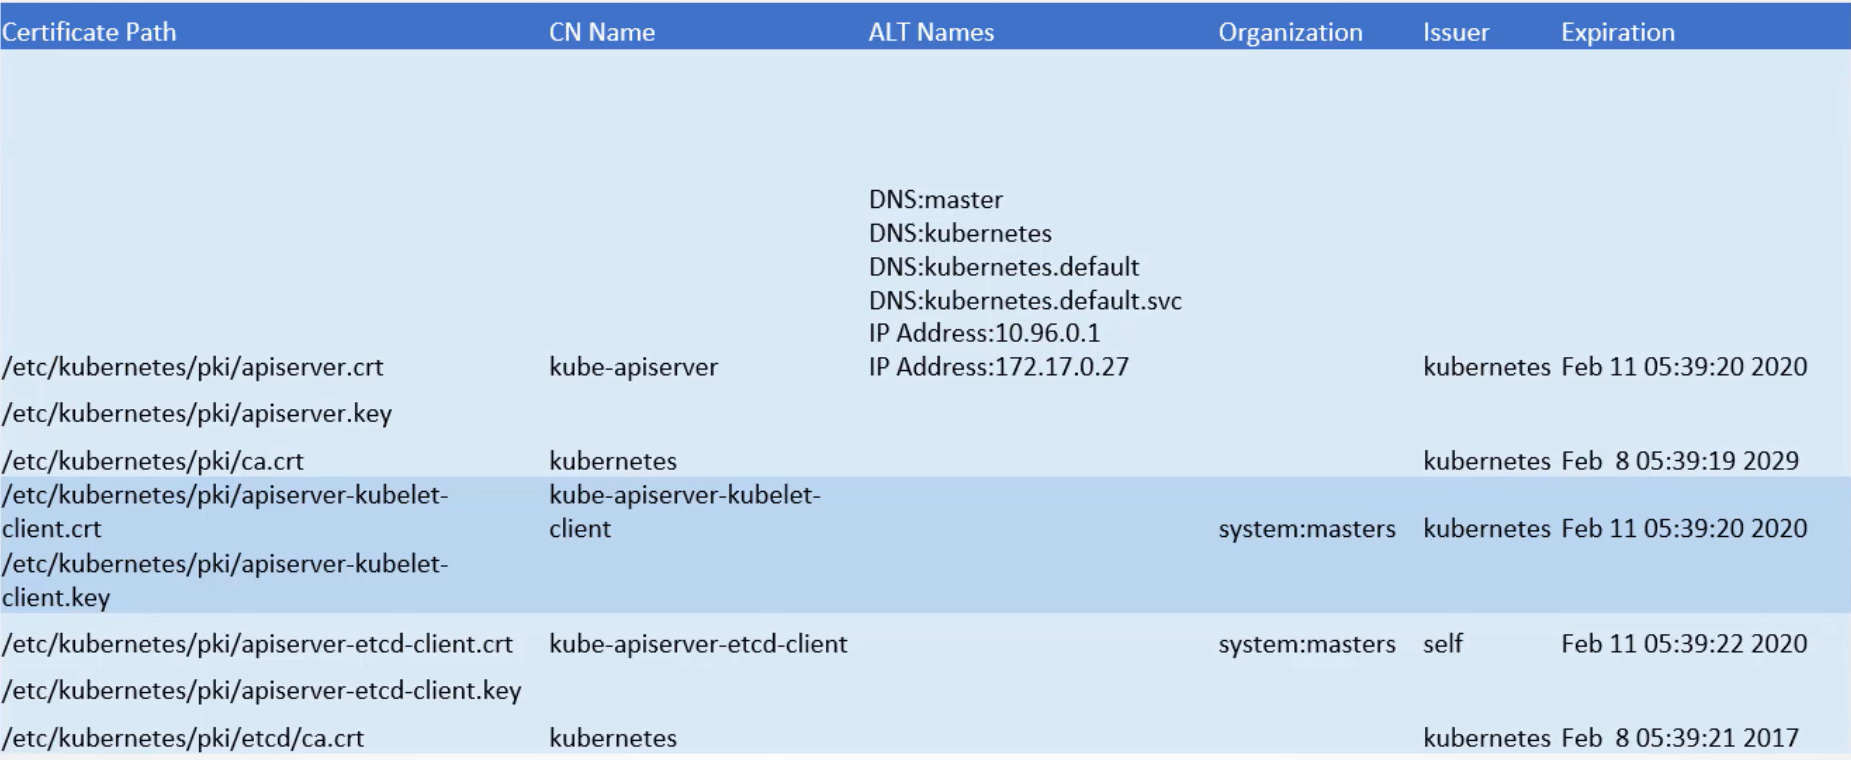 Certificate Path CN Name ALT Names Organization Issuer Expiration
DNS:master
DNS:kubernetes
DNS:kubernetes.default
DNS:kubernetes.default.svc
IP Address:10.96.0.1
/etc/kubernetes/pki/apiserver.crt kube-apiserver IP Address:172.17.0.27 kubernetes Feb 11 05:39:20 2020
/etc/kubernetes/pki/apiserver.key
/etc/kubernetes/pki/ca.crt kubernetes kubernetes Feb 8 05:39:19 2029
/etc/kubernetes/pki/apiserver-kubelet- kube-apiserver-kubelet-
client.crt client system:masters kubernetes Feb 11 05:39:20 2020
/etc/kubernetes/pki/apiserver-kubelet-
client.key
/etc/kubernetes/pki/apiserver-etcd-client.crt kube-apiserver-etcd-client system:masters self Feb 11 05:39:22 2020
/etc/kubernetes/pki/apiserver-etcd-client.key
/etc/kubernetes/pki/etcd/ca.crt kubernetes kubernetes Feb 8 05:39:21 2017